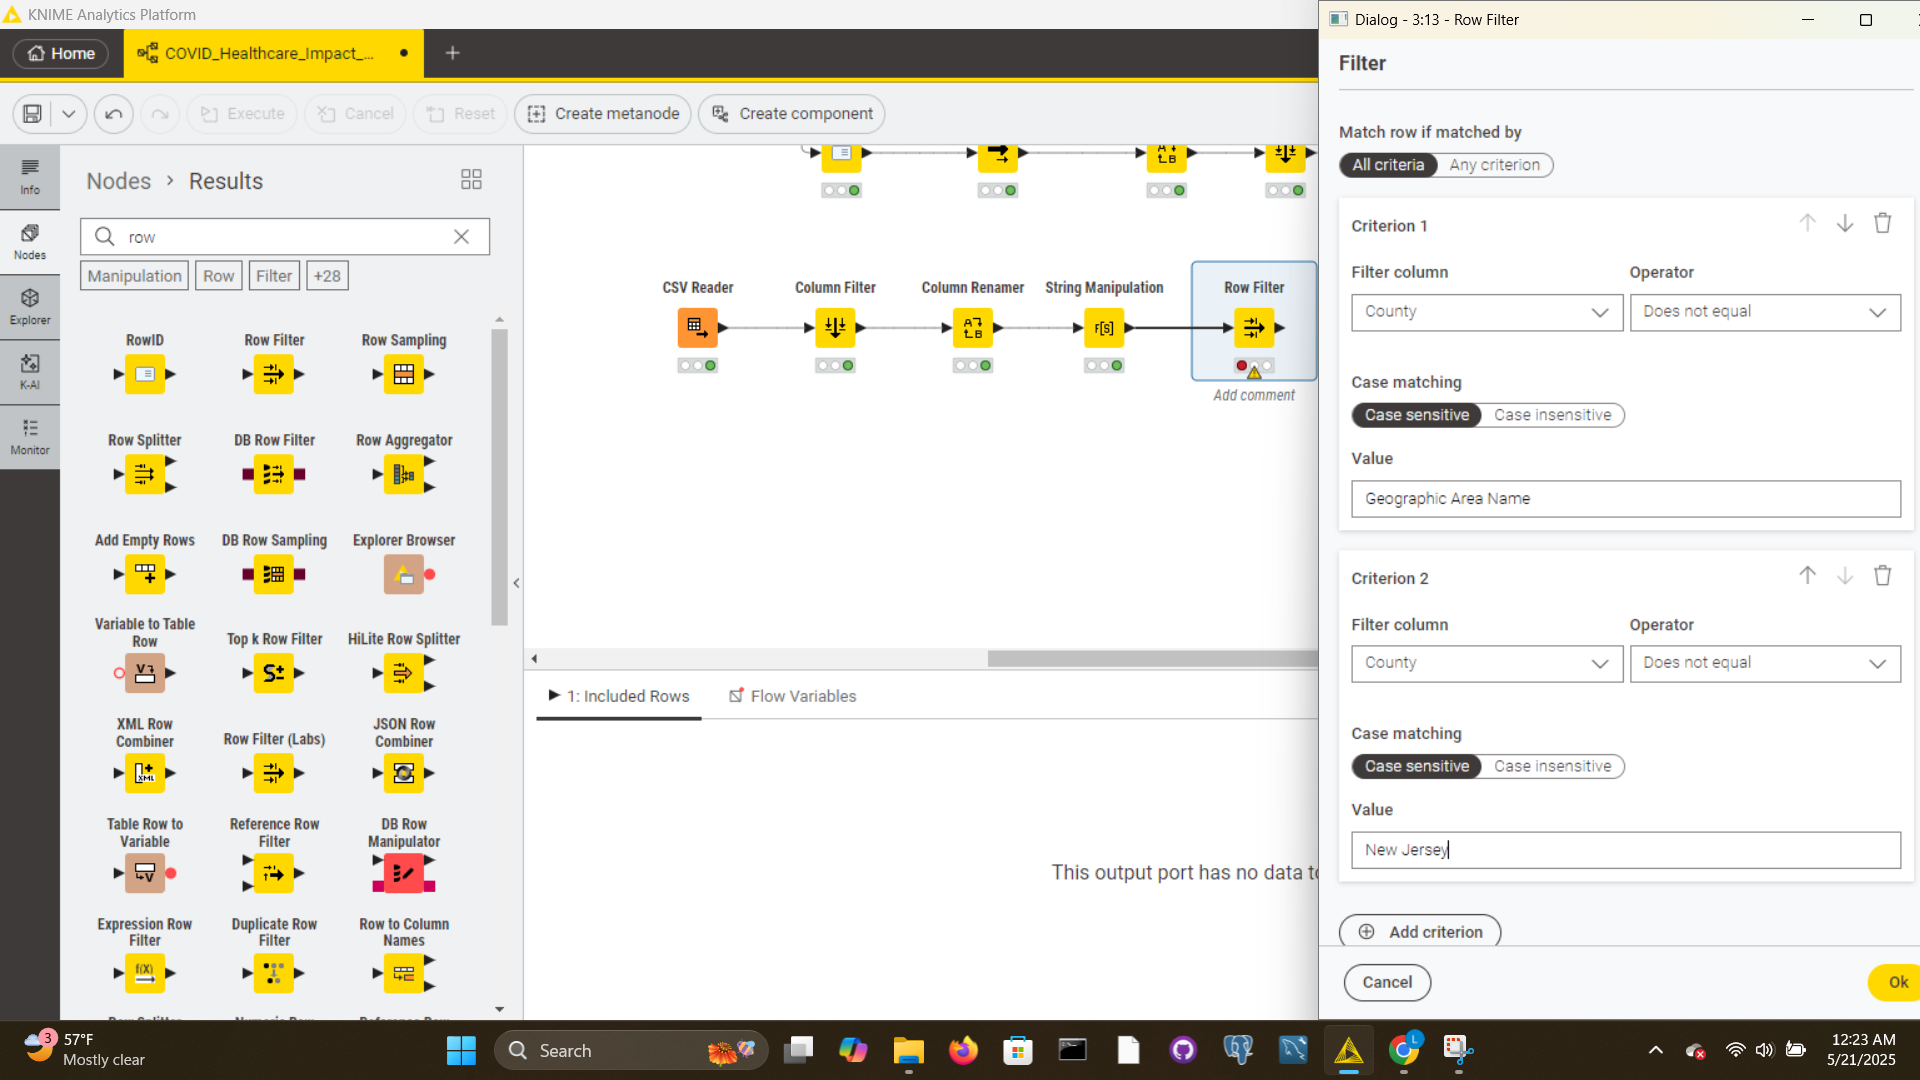 KNIME Analytics Platform
Home
COVID_Healthcare_Impact_...
Execute
Cancel
Reset
Create metanode
Create component
Info
Nodes
Explorer
K-AI
Monitor
Nodes > Results
row
Manipulation Row Filter +28
RowID Row Filter Row Sampling
Row Splitter DB Row Filter Row Aggregator
Add Empty Rows DB Row Sampling Explorer Browser
Variable to Table
Row
Top k Row Filter HiLite Row Splitter
XML Row
Combiner
Row Filter (Labs)
JSON Row
Combiner
Table Row to
Variable
Reference Row
Filter
DB Row
Manipulator
Expression Row
Filter
Duplicate Row
Filter
Row to Column
Names
CSV Reader Column Filter Column Renamer String Manipulation Row Filter
Add comment
1: Included Rows Flow Variables
This output port has no data to
Dialog - 3:13 - Row Filter
Filter
Match row if matched by
All criteria Any criterion
Criterion 1
Filter column Operator
County Does not equal
Case matching
Case sensitive Case insensitive
Value
Geographic Area Name
Criterion 2
Filter column Operator
County Does not equal
Case matching
Case sensitive Case insensitive
Value
New Jersey
Add criterion
Cancel Ok
3
57°F
Mostly clear
Search
L
12:23 AM
5/21/2025